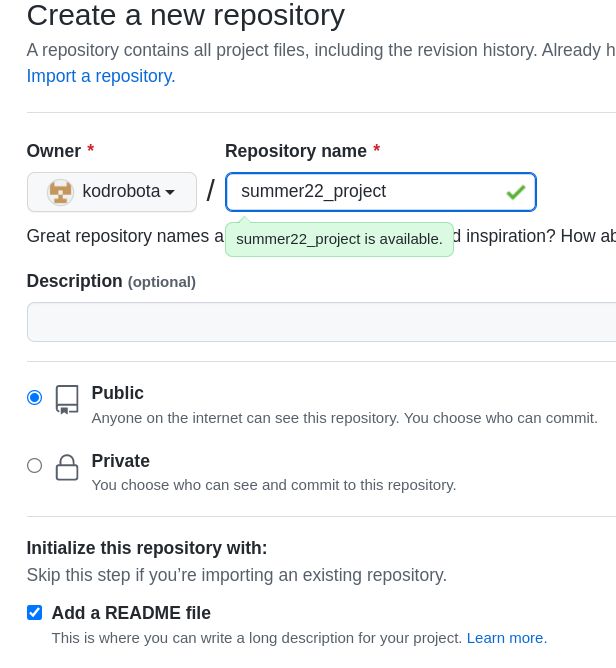 Create a new repository
A repository contains all project files, including the revision history. Already h
Import a repository.
Owner * Repository name *
kodrobota / summer22_project
Great repository names a d inspiration? How ab
summer22_project is available.
Description (optional)
Public
Anyone on the internet can see this repository. You choose who can commit.
Private
You choose who can see and commit to this repository.
Initialize this repository with:
Skip this step if you’re importing an existing repository.
Add a README file
This is where you can write a long description for your project. Learn more.